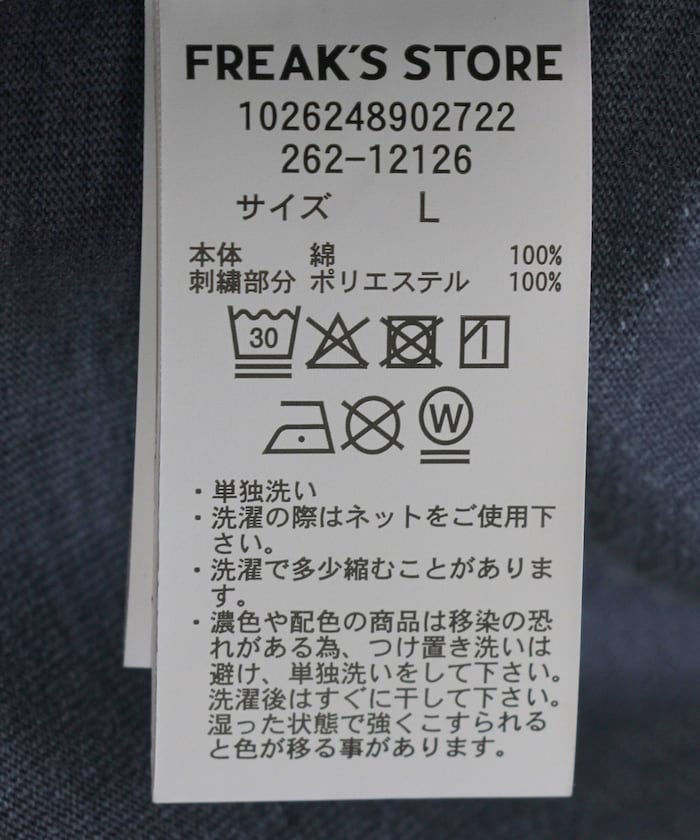 FREAK'S STORE
1026248902722
262-12126
サイズ L
本体 綿 100%
刺繍部分 ポリエステル 100%
30
W
・単独洗い
・洗濯の際はネットをご使用下
さい。
・洗濯で多少縮むことがありま
す。
・濃色や配色の商品は移染の恐
れがある為、つけ置き洗いは
避け、単独洗いをして下さい。
洗濯後はすぐに干して下さい。
湿った状態で強くこすられる
と色が移る事があります。